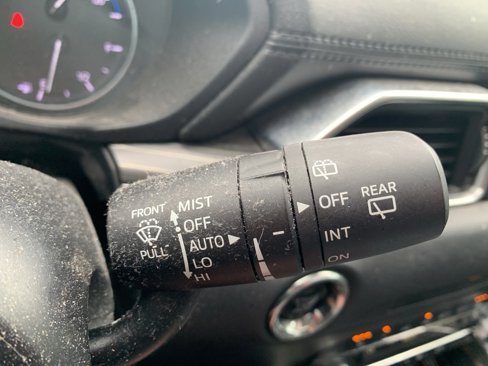 FRONT
PULL
MIST
OFF
AUTO
LO
HI
OFF
INT
ON
REAR